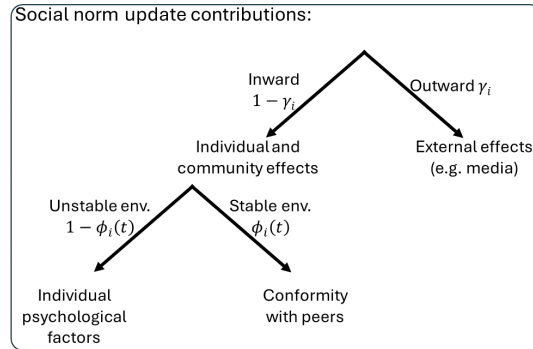 Social norm update contributions:
Inward
1 − γᵢ
Outward γᵢ
Individual and
community effects
External effects
(e.g. media)
Unstable env.
1 − ϕᵢ(t)
Stable env.
ϕᵢ(t)
Individual
psychological
factors
Conformity
with peers